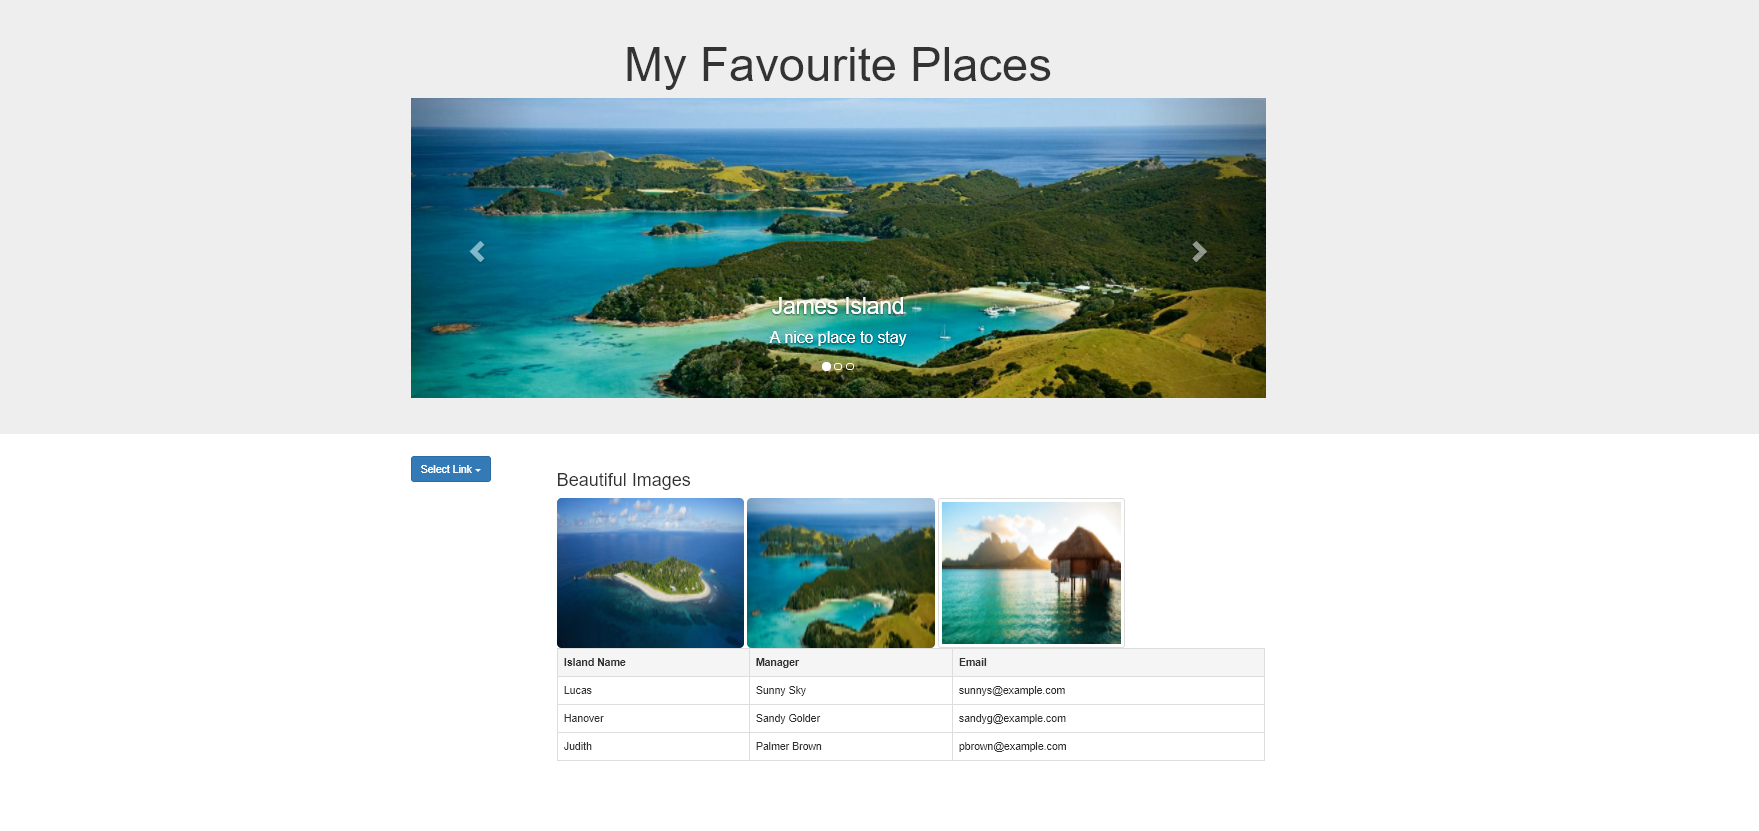 My Favourite Places
James Island
A nice place to stay
Select Link
Beautiful Images
Island Name Manager Email
Lucas Sunny Sky sunnys@example.com
Hanover Sandy Golder sandyg@example.com
Judith Palmer Brown pbrown@example.com